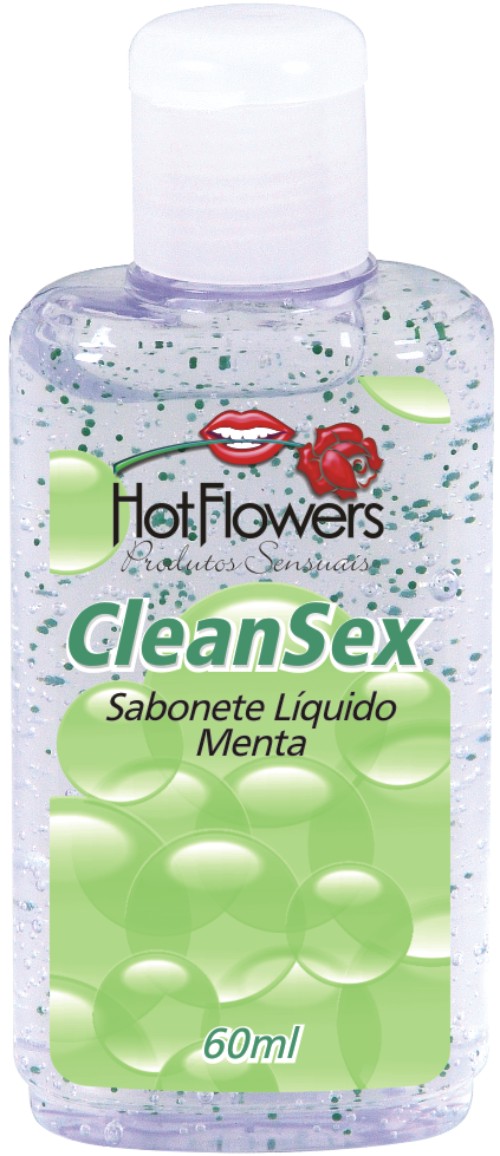 HotFlowers
Produtos Sensuais
CleanSex
Sabonete Líquido
Menta
60ml